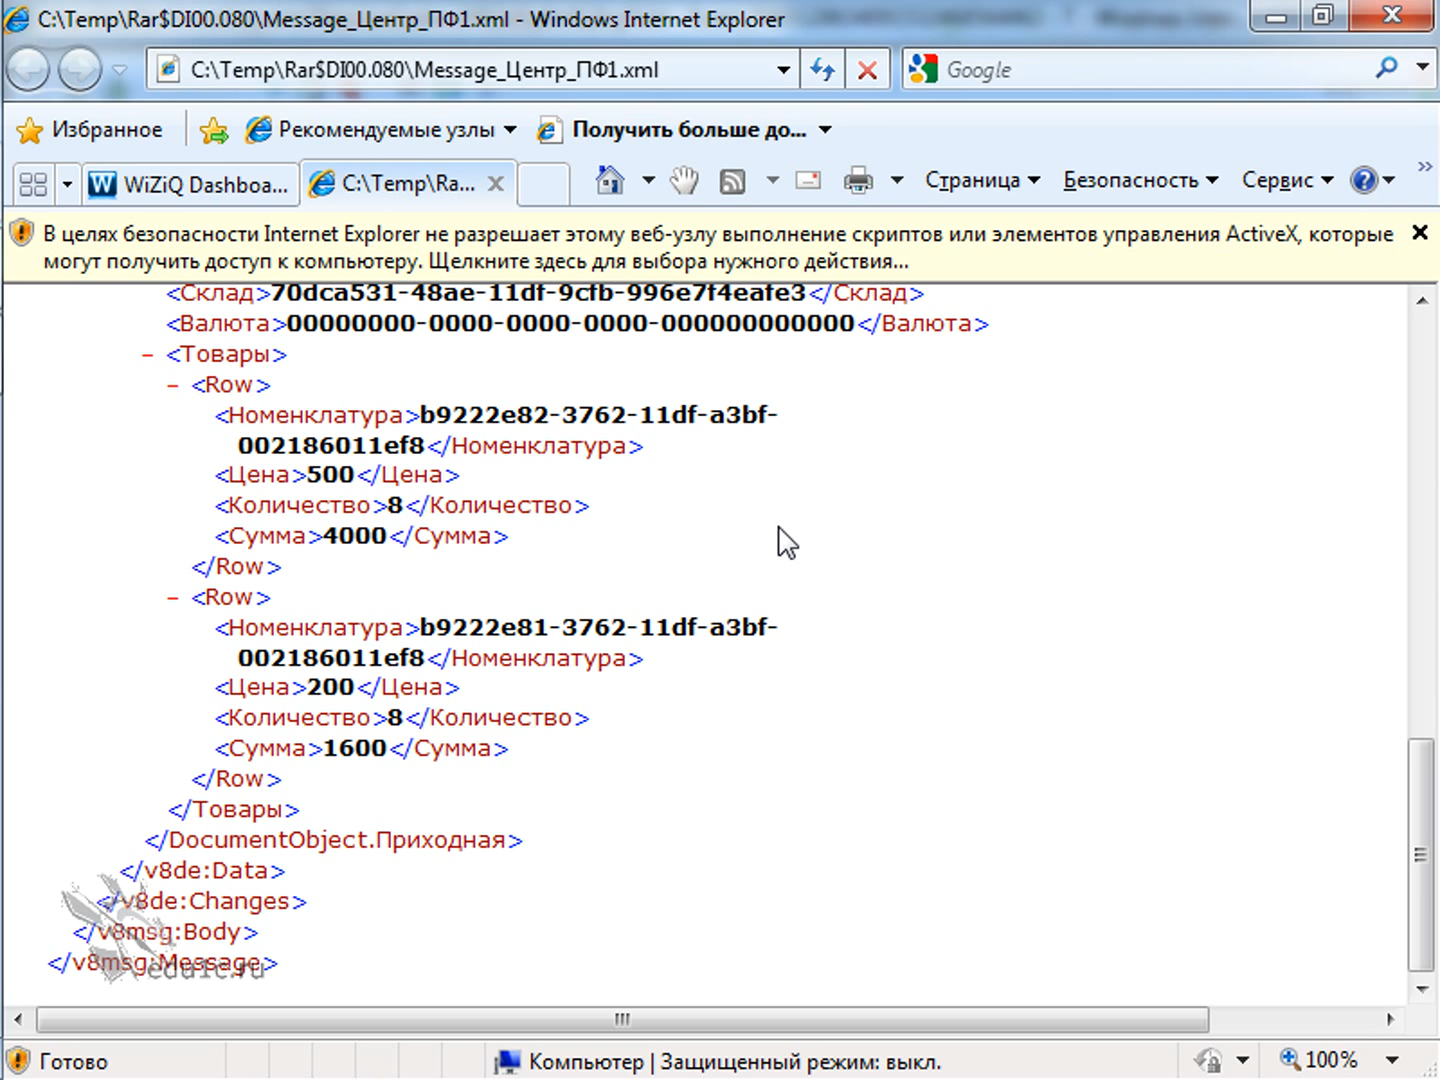 C:\Temp\Rar$DI00.080\Message_Центр_ПФ1.xml - Windows Internet Explorer
C:\Temp\Rar$DI00.080\Message_Центр_ПФ1.xml
Google
Избранное
Рекомендуемые узлы
Получить больше до...
WiZiQ Dashboa...
C:\Temp\Ra...
Страница
Безопасность
Сервис
В целях безопасности Internet Explorer не разрешает этому веб-узлу выполнение скриптов или элементов управления ActiveX, которые
могут получить доступ к компьютеру. Щелкните здесь для выбора нужного действия...
<Склад>70dca531-48ae-11df-9cfb-996e7f4eafe3</Склад>
<Валюта>00000000-0000-0000-0000-000000000000</Валюта>
- <Товары>
- <Row>
<Номенклатура>b9222e82-3762-11df-a3bf-
002186011ef8</Номенклатура>
<Цена>500</Цена>
<Количество>8</Количество>
<Сумма>4000</Сумма>
</Row>
- <Row>
<Номенклатура>b9222e81-3762-11df-a3bf-
002186011ef8</Номенклатура>
<Цена>200</Цена>
<Количество>8</Количество>
<Сумма>1600</Сумма>
</Row>
</Товары>
</DocumentObject.Приходная>
</v8de:Data>
</v8de:Changes>
</v8msg:Body>
</v8msg:Message>
edu1c.ru
Готово
Компьютер | Защищенный режим: выкл.
100%